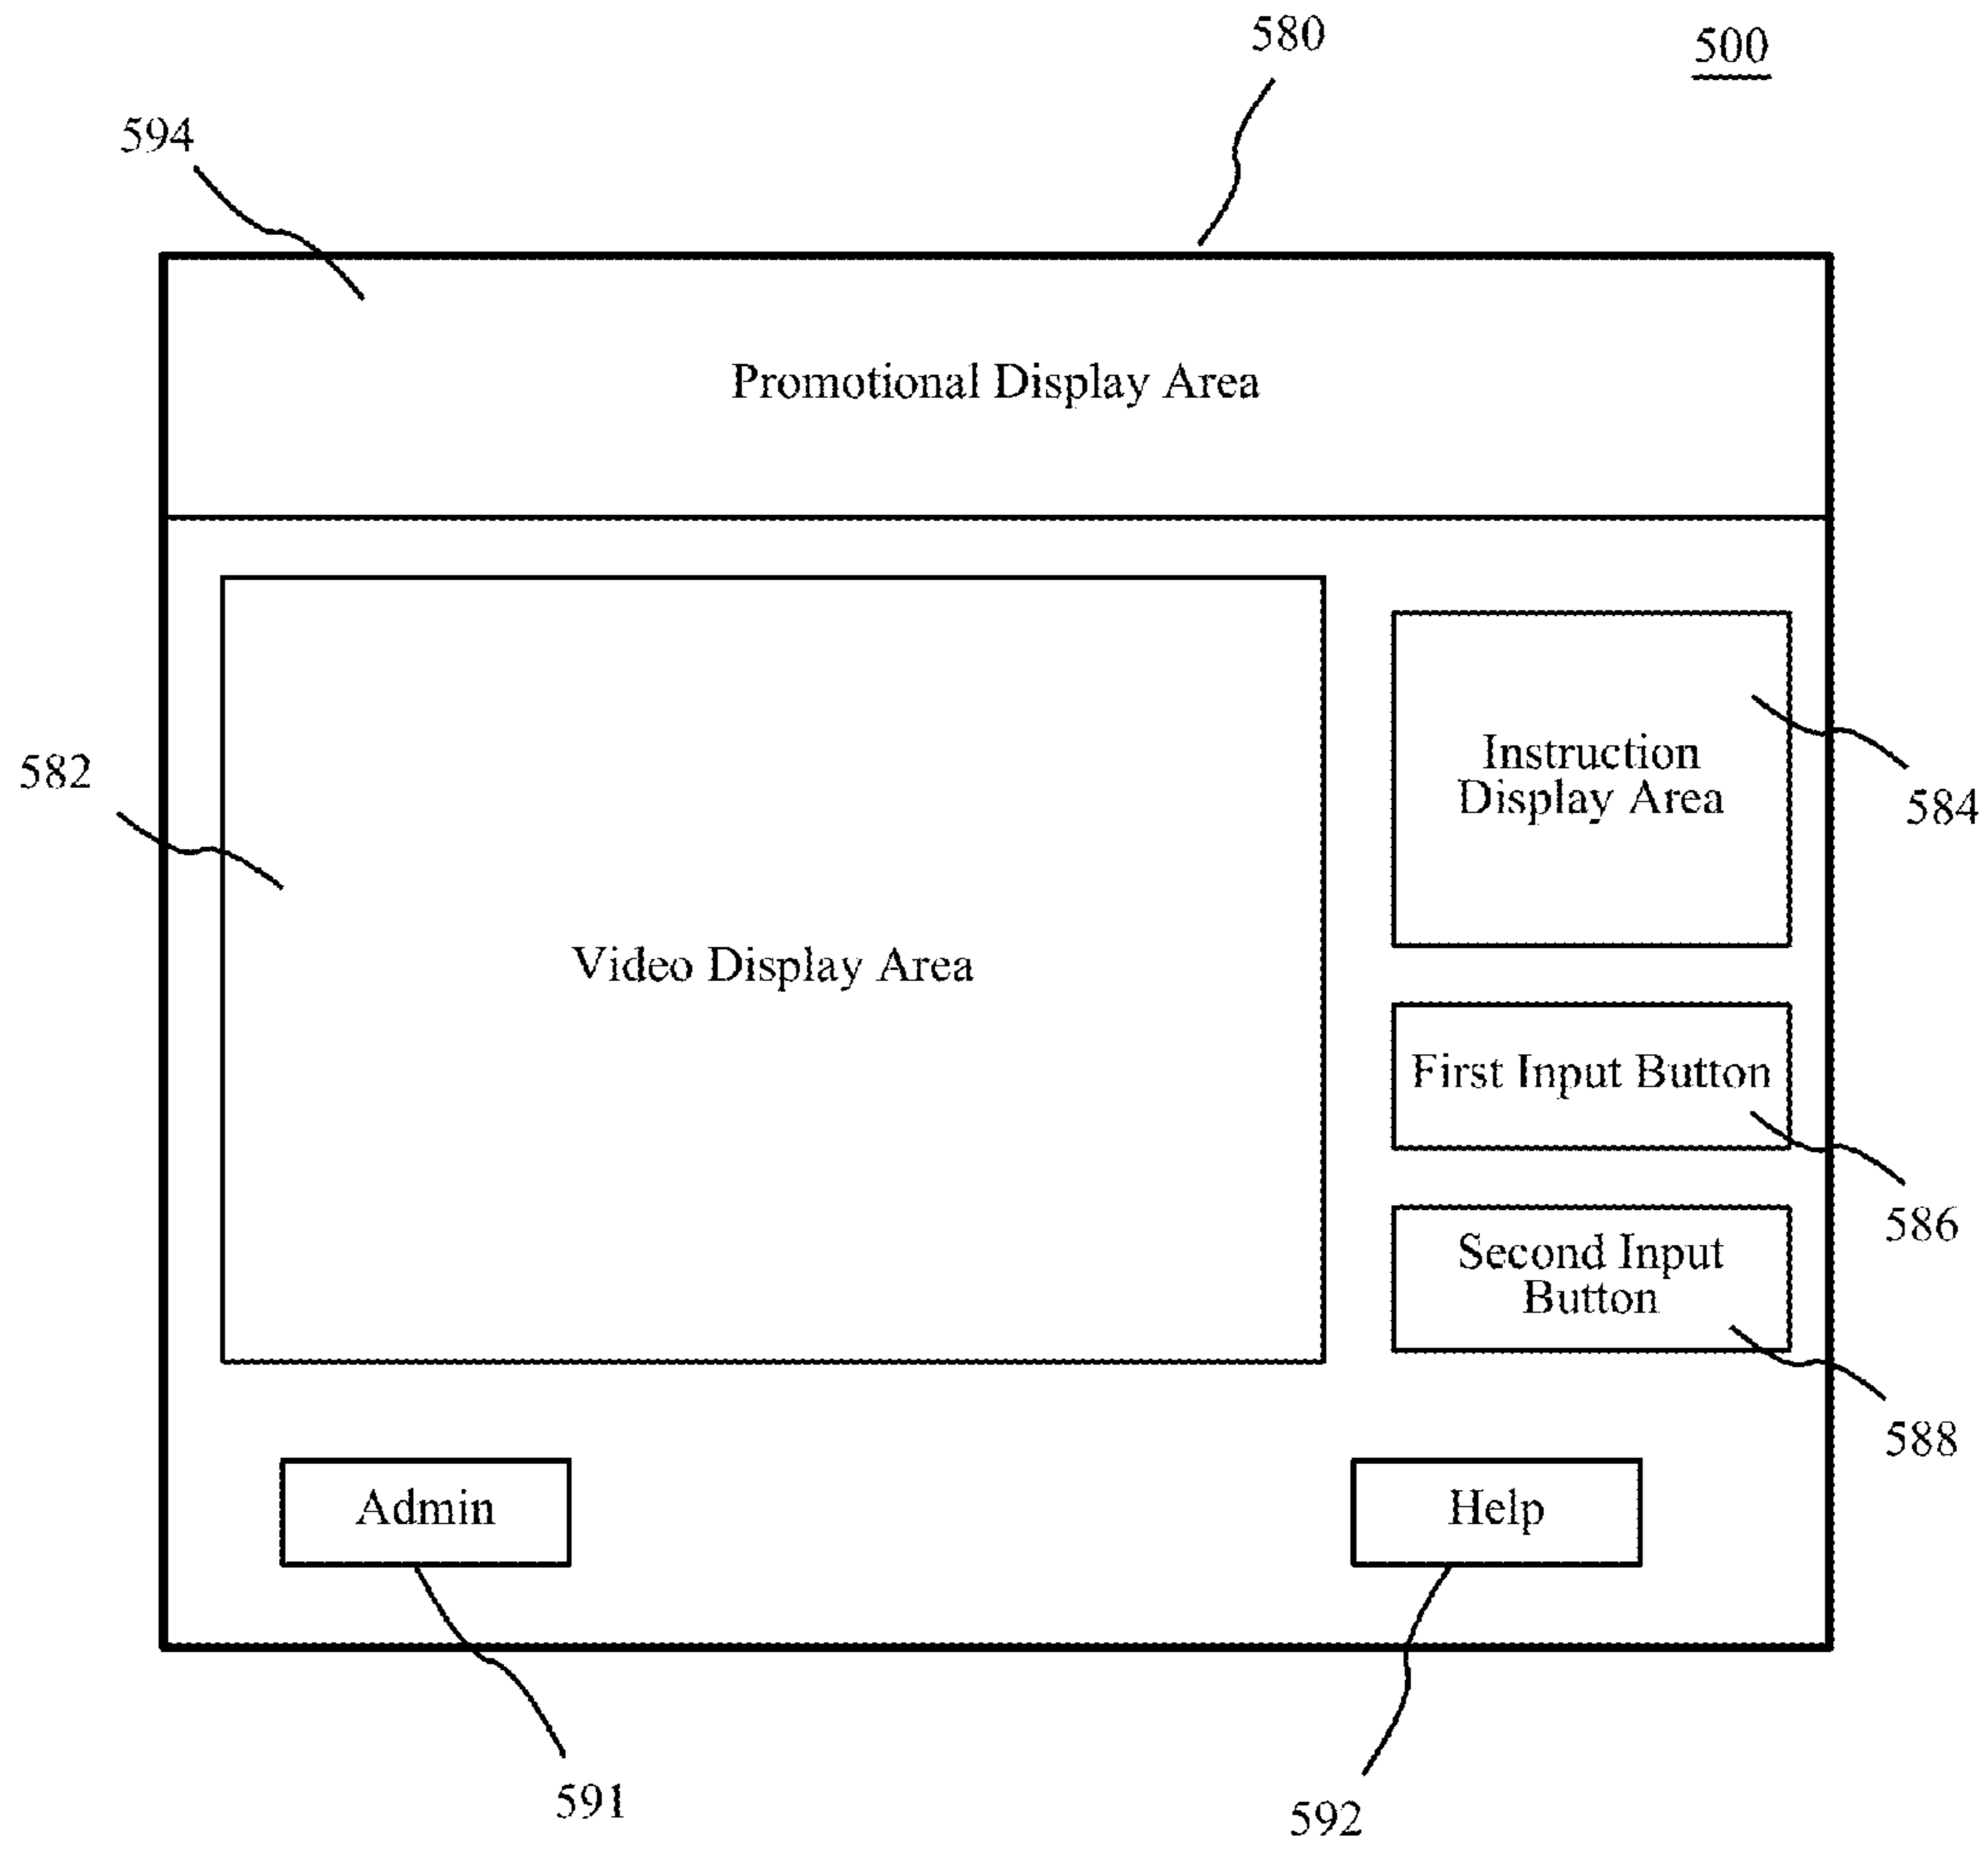 580
500
594
Promotional Display Area
582
Instruction
Display Area
584
Video Display Area
First Input Button
586
Second Input
Button
588
Admin
Help
591
592